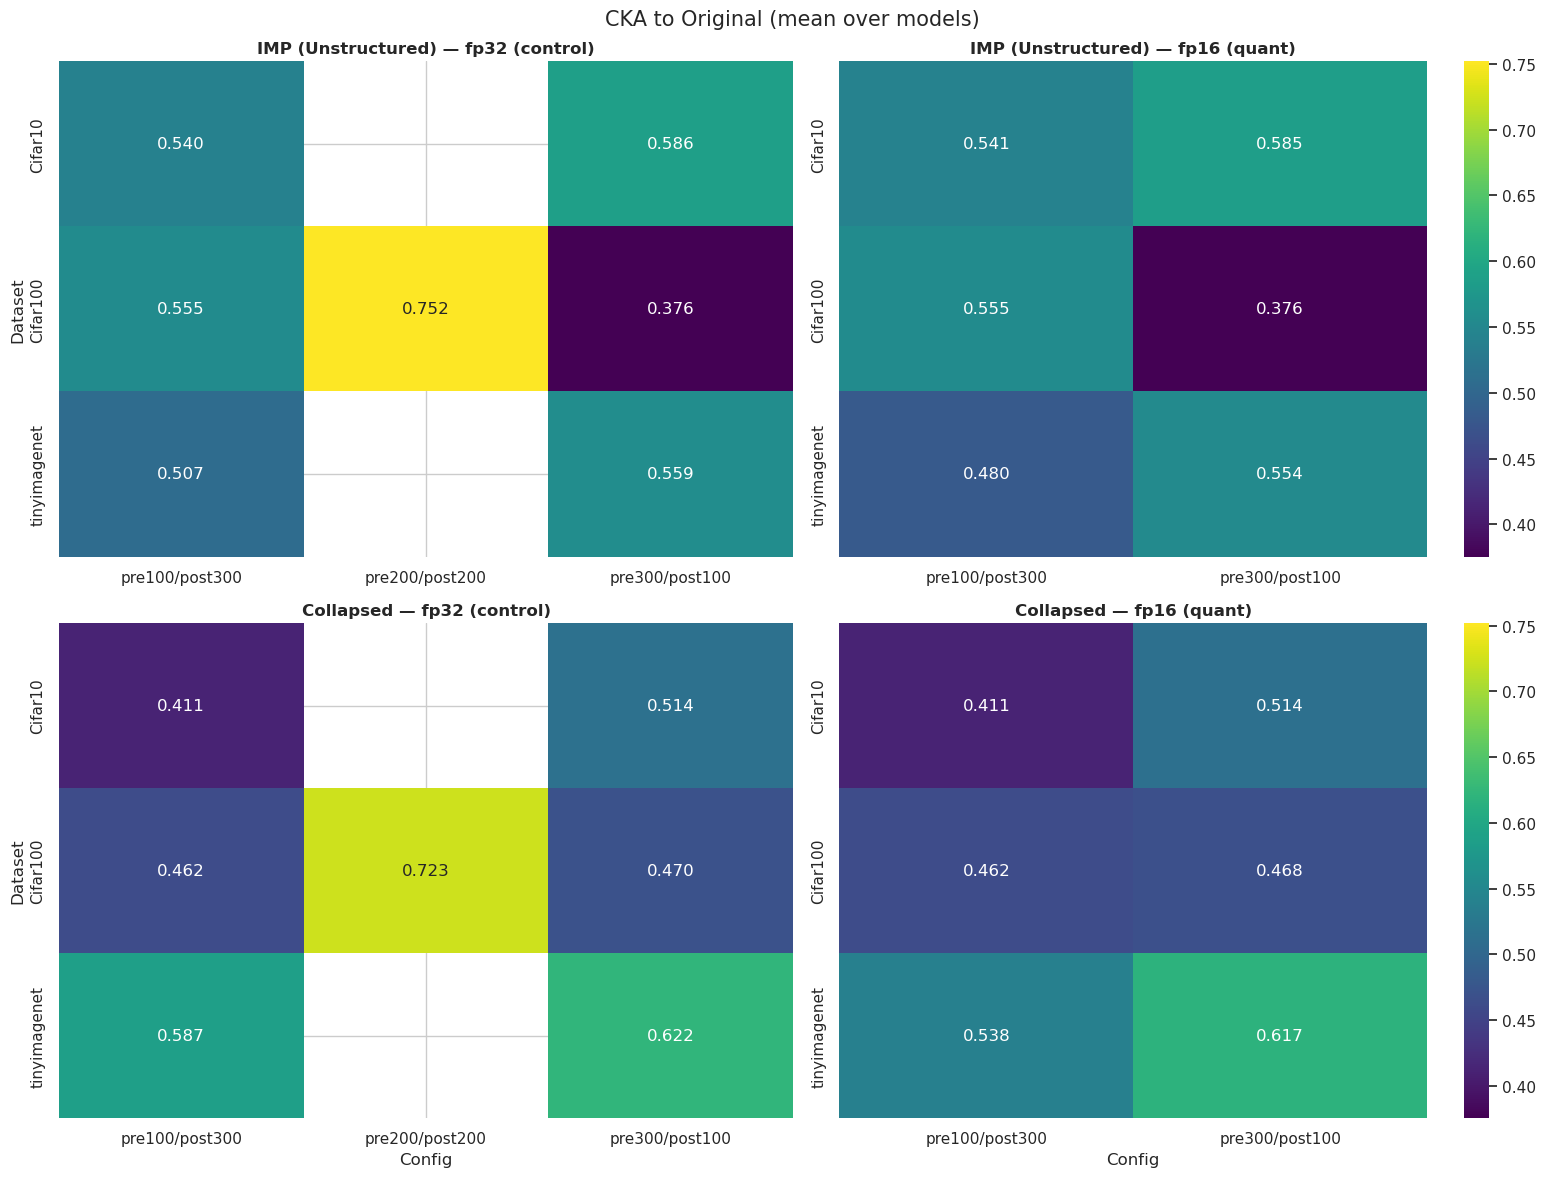 CKA to Original (mean over models)
IMP (Unstructured) — fp32 (control)
Dataset
Cifar10
Cifar100
tinyimagenet
0.540
0.586
0.555
0.752
0.376
0.507
0.559
pre100/post300
pre200/post200
pre300/post100
IMP (Unstructured) — fp16 (quant)
Cifar10
Cifar100
tinyimagenet
0.541
0.585
0.555
0.376
0.480
0.554
pre100/post300
pre300/post100
0.75
0.70
0.65
0.60
0.55
0.50
0.45
0.40
Collapsed — fp32 (control)
Dataset
Cifar10
Cifar100
tinyimagenet
0.411
0.514
0.462
0.723
0.470
0.587
0.622
pre100/post300
pre200/post200
pre300/post100
Config
Collapsed — fp16 (quant)
Cifar10
Cifar100
tinyimagenet
0.411
0.514
0.462
0.468
0.538
0.617
pre100/post300
pre300/post100
Config
0.75
0.70
0.65
0.60
0.55
0.50
0.45
0.40